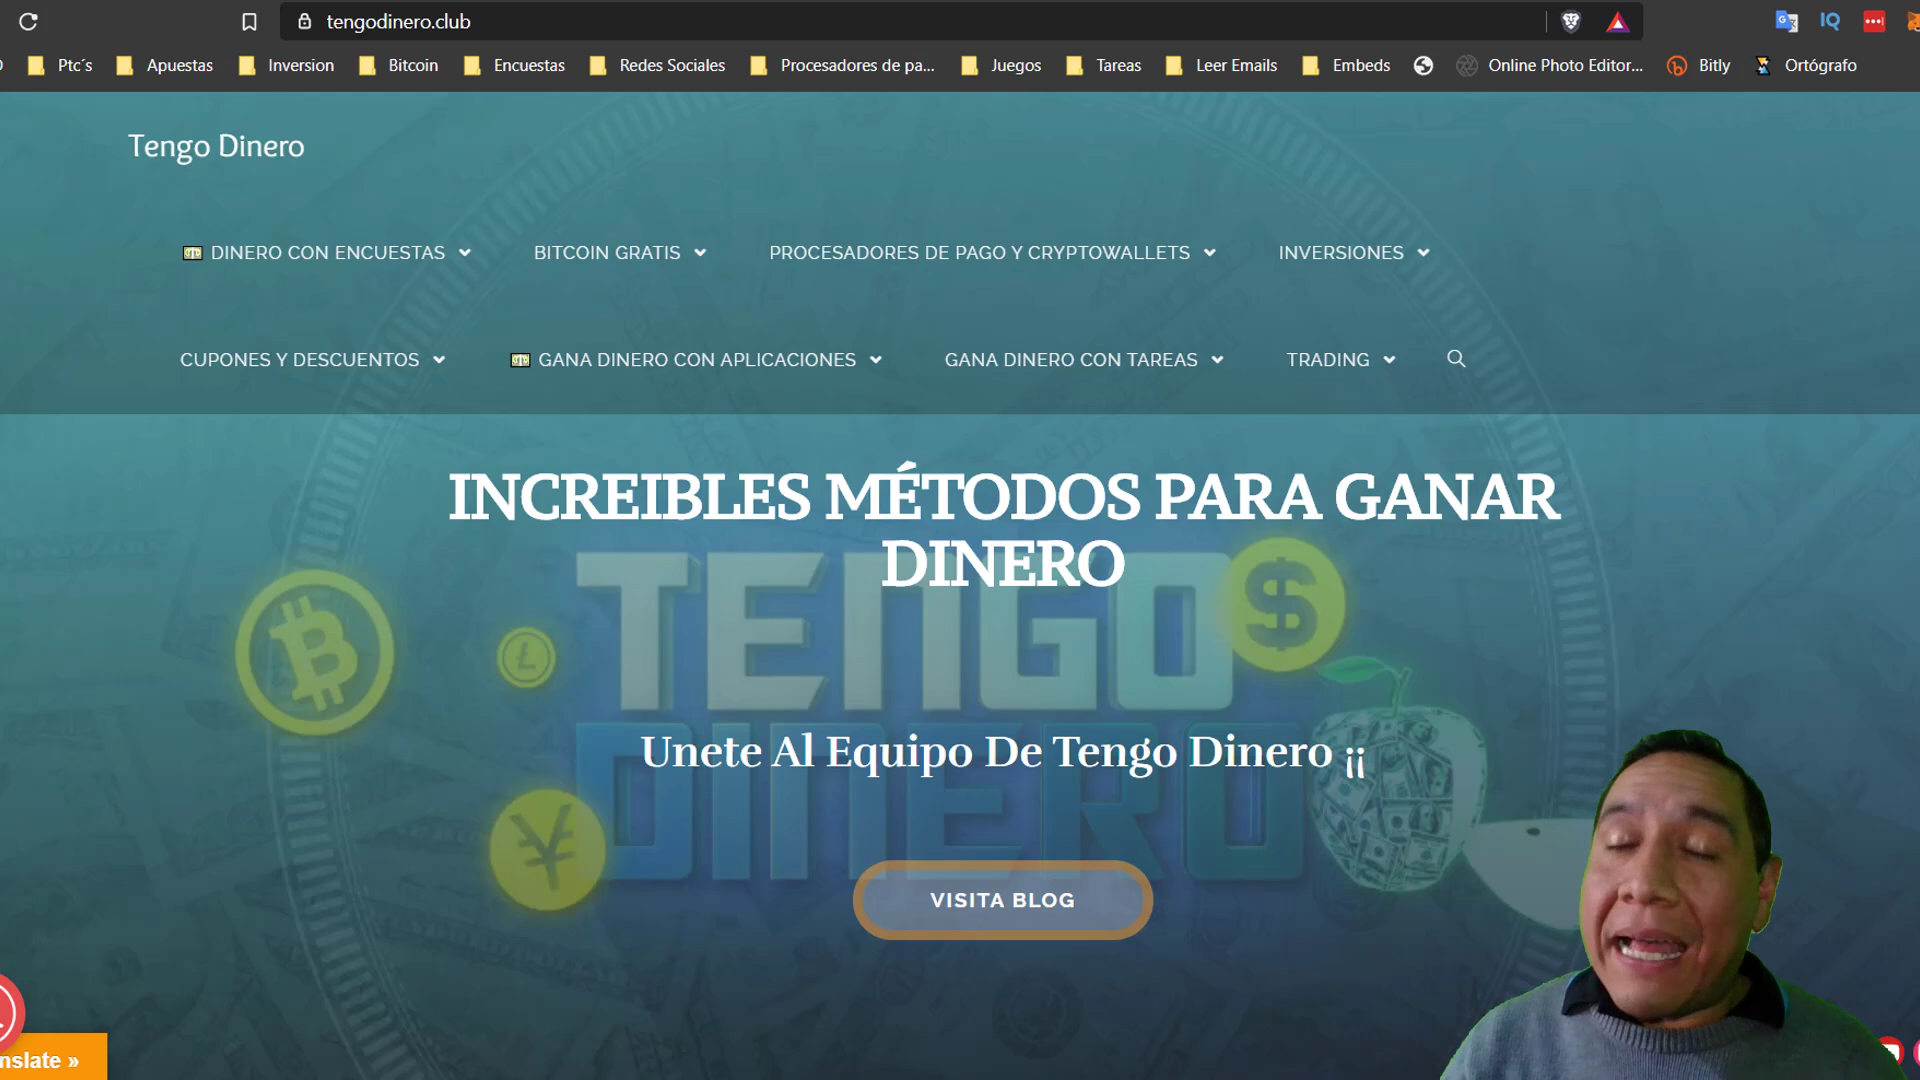 tengodinero.club
IQ
Ptc´s Apuestas Inversion Bitcoin Encuestas Redes Sociales Procesadores de pa... Juegos Tareas Leer Emails Embeds Online Photo Editor... Bitly Ortógrafo
Tengo Dinero
DINERO CON ENCUESTAS BITCOIN GRATIS PROCESADORES DE PAGO Y CRYPTOWALLETS INVERSIONES
CUPONES Y DESCUENTOS GANA DINERO CON APLICACIONES GANA DINERO CON TAREAS TRADING
INCREIBLES MÉTODOS PARA GANAR
DINERO
TENGO
Unete Al Equipo De Tengo Dinero ¡¡
DINERO
VISITA BLOG
nslate »